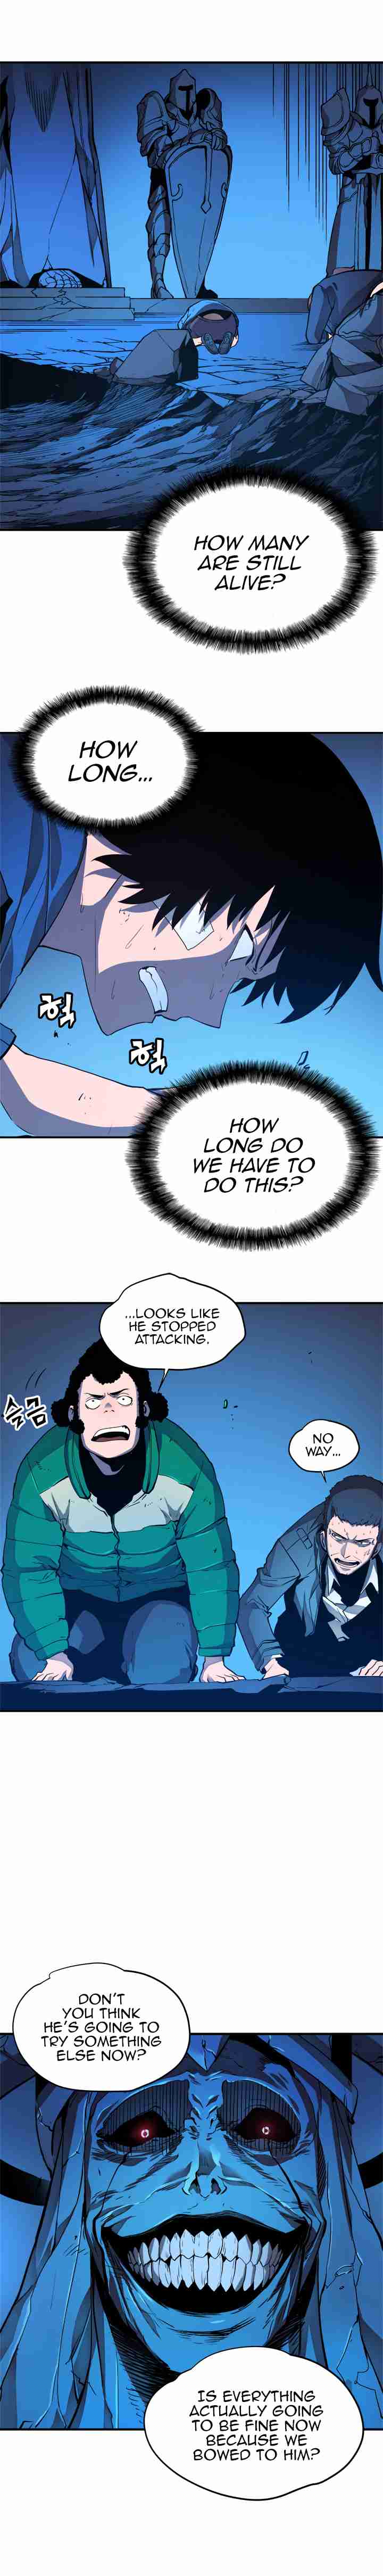 HOW MANY
ARE STILL
ALIVE?
HOW
LONG...
헉
헉
HOW
LONG DO
WE HAVE TO
DO THIS?
...LOOKS LIKE
HE STOPPED
ATTACKING.
슬금
NO
WAY...
DON'T
YOU THINK
HE'S GOING TO
TRY SOMETHING
ELSE NOW?
IS EVERYTHING
ACTUALLY GOING
TO BE FINE NOW
BECAUSE WE
BOWED TO HIM?